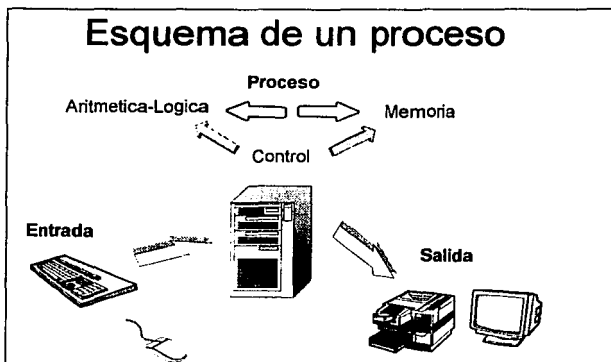 Esquema de un proceso
Proceso
Aritmetica-Logica
Memoria
Control
Entrada
Salida